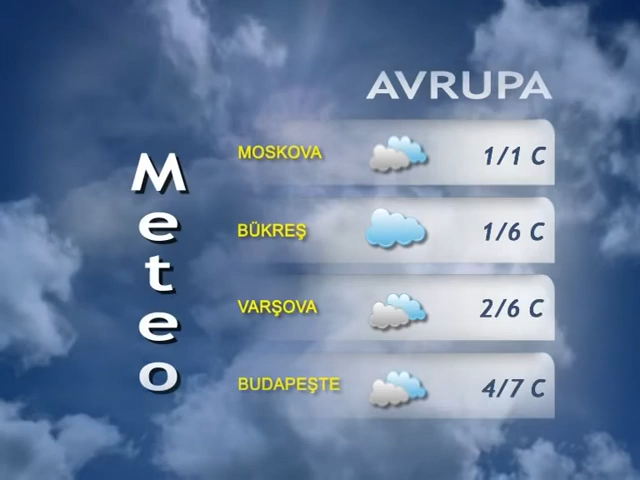 AVRUPA
Meteo
MOSKOVA 1/1 C
BÜKREŞ 1/6 C
VARŞOVA 2/6 C
BUDAPEŞTE 4/7 C